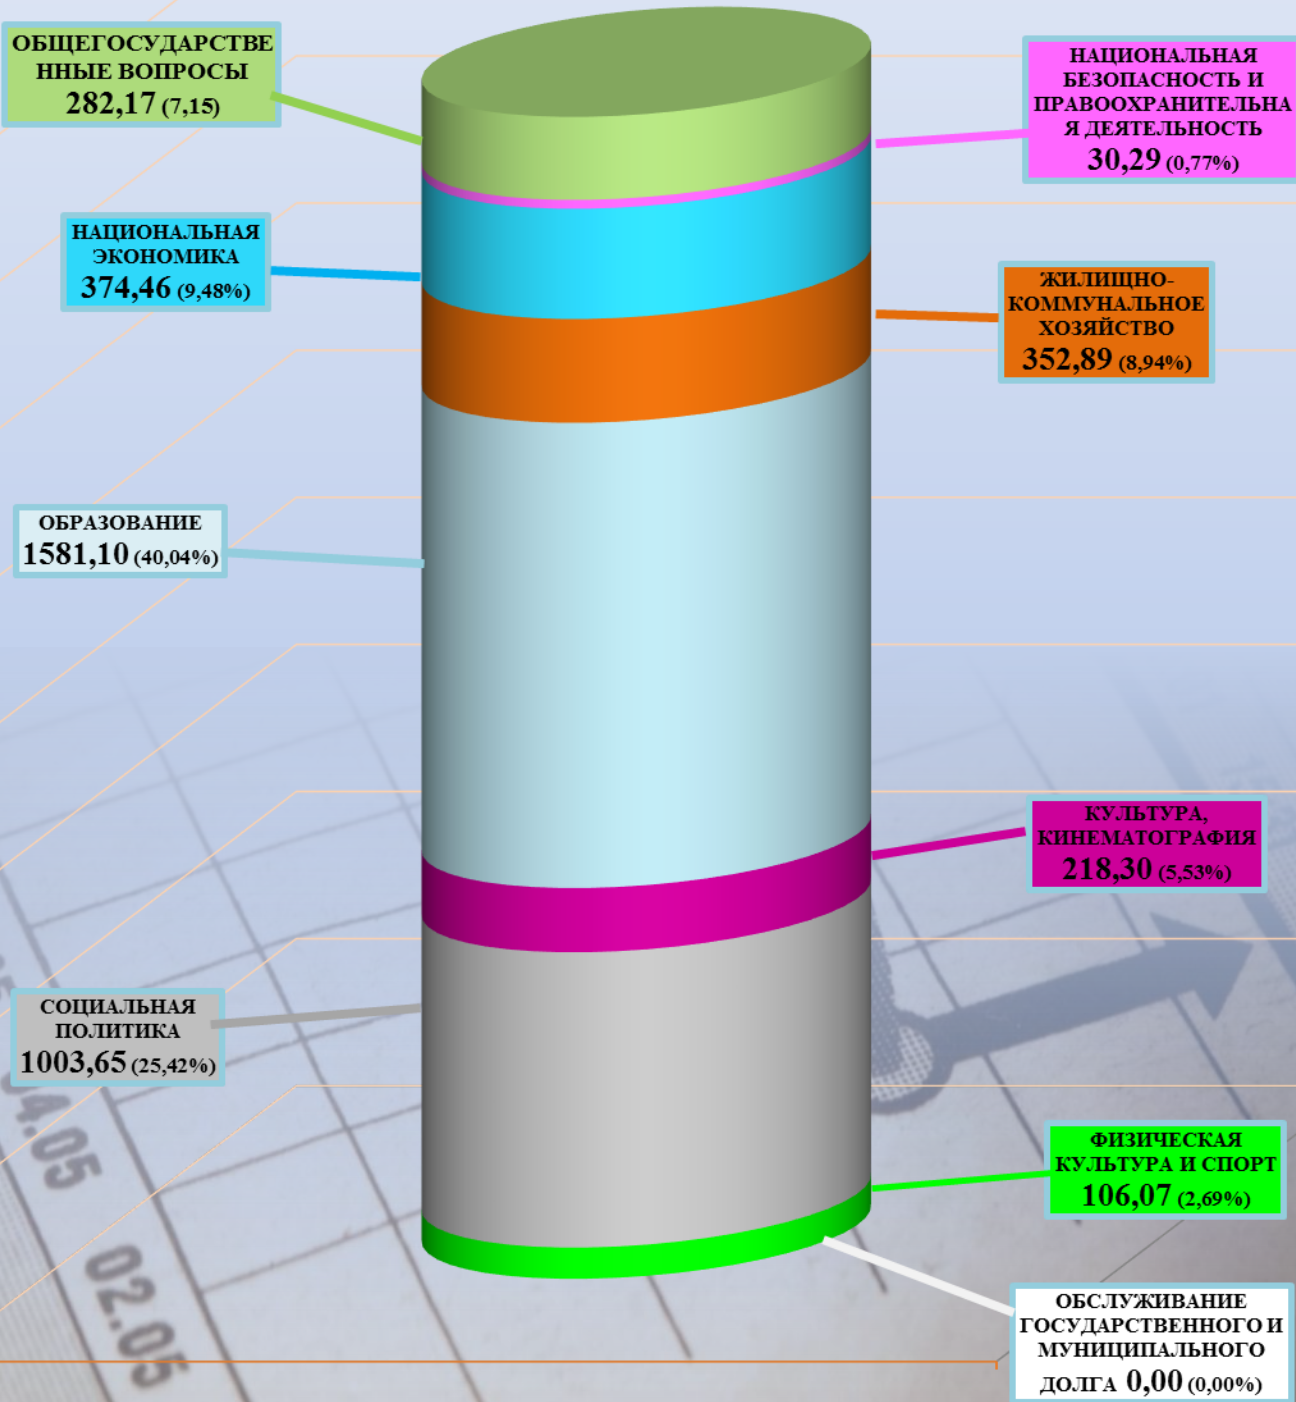 ОБЩЕГОСУДАРСТВЕ
ННЫЕ ВОПРОСЫ
282,17 (7,15)
НАЦИОНАЛЬНАЯ
БЕЗОПАСНОСТЬ И
ПРАВООХРАНИТЕЛЬНА
Я ДЕЯТЕЛЬНОСТЬ
30,29 (0,77%)
НАЦИОНАЛЬНАЯ
ЭКОНОМИКА
374,46 (9,48%)
ЖИЛИЩНО-
КОММУНАЛЬНОЕ
ХОЗЯЙСТВО
352,89 (8,94%)
ОБРАЗОВАНИЕ
1581,10 (40,04%)
КУЛЬТУРА,
КИНЕМАТОГРАФИЯ
218,30 (5,53%)
СОЦИАЛЬНАЯ
ПОЛИТИКА
1003,65 (25,42%)
ФИЗИЧЕСКАЯ
КУЛЬТУРА И СПОРТ
106,07 (2,69%)
ОБСЛУЖИВАНИЕ
ГОСУДАРСТВЕННОГО И
МУНИЦИПАЛЬНОГО
ДОЛГА 0,00 (0,00%)
04.05
02.05